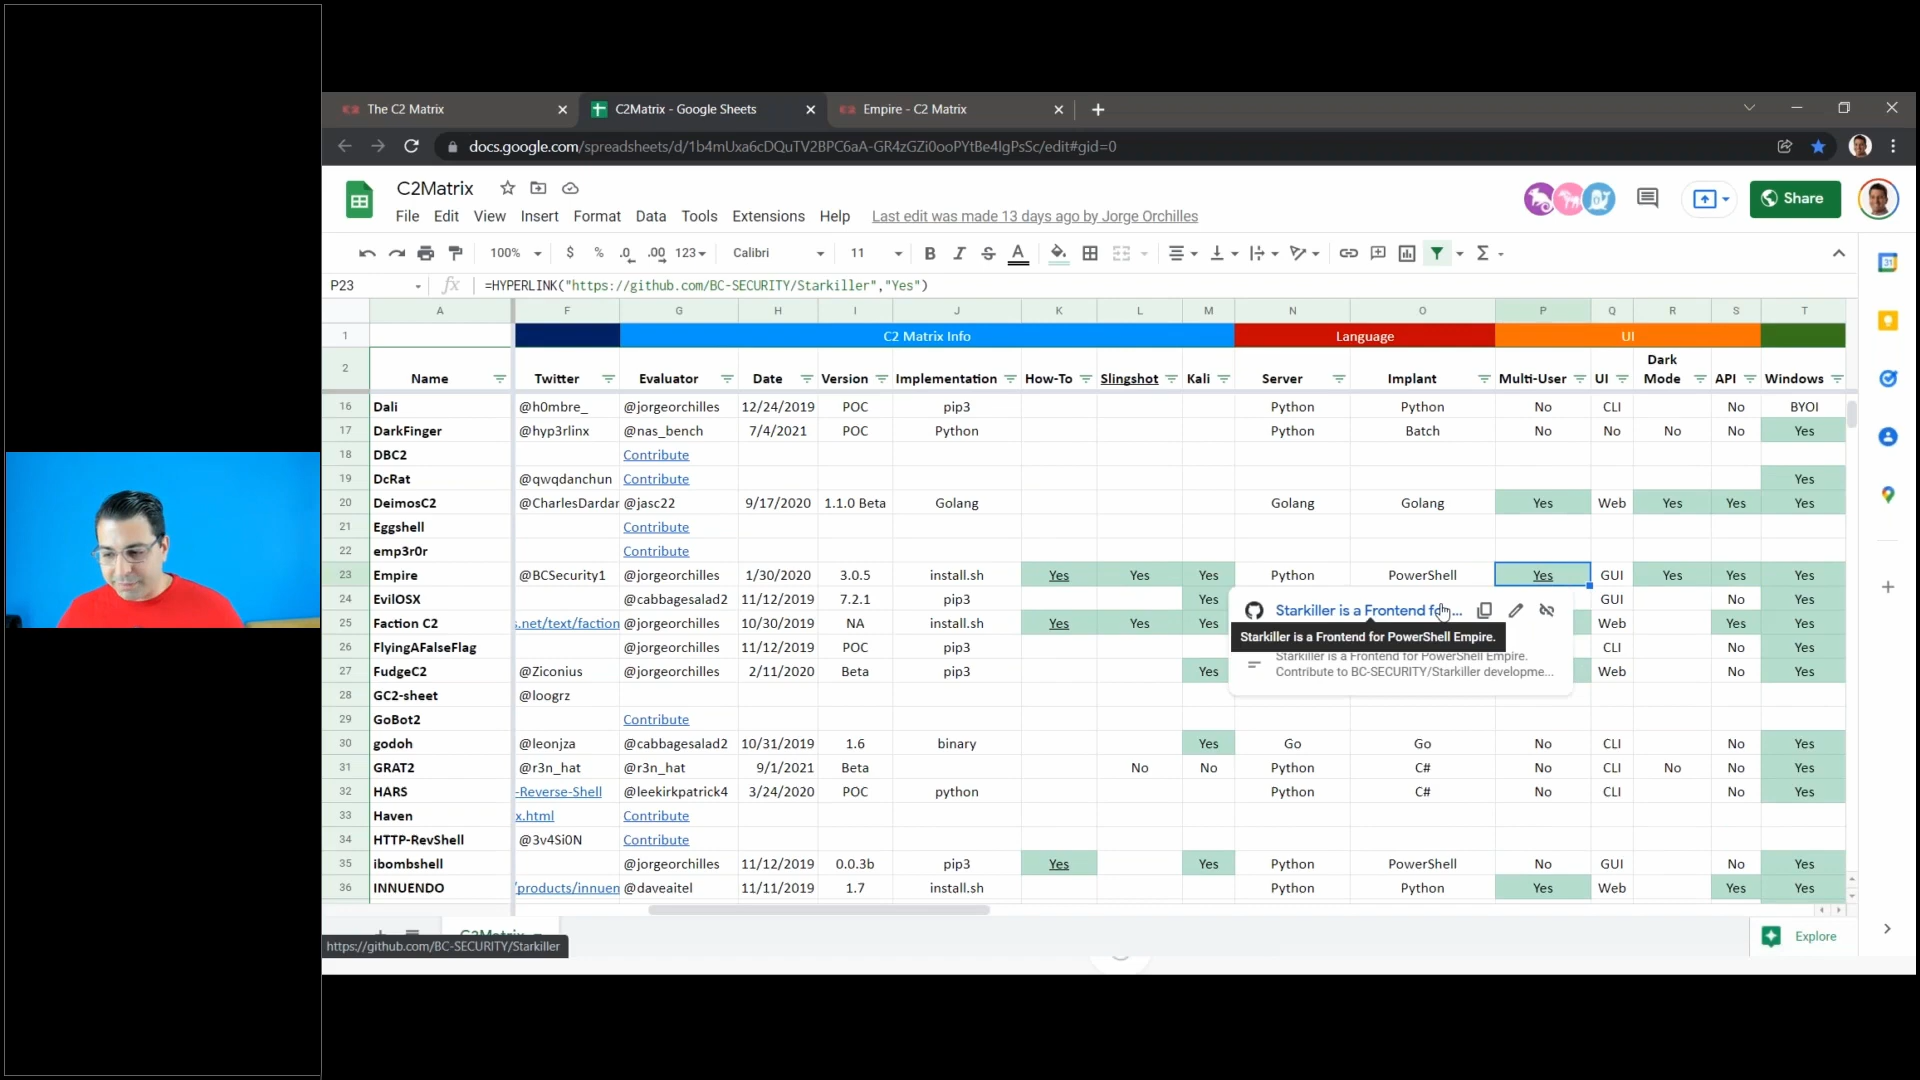 The C2 Matrix
C2Matrix - Google Sheets
Empire - C2 Matrix
docs.google.com/spreadsheets/d/1b4mUxa6cDQuTV2BPC6aA-GR4zGZi0ooPYtBe4IgPsSc/edit#gid=0
C2Matrix
File Edit View Insert Format Data Tools Extensions Help Last edit was made 13 days ago by Jorge Orchilles
Share
100% $ % .0 .00 123 Calibri 11 B I S A
P23 fx =HYPERLINK("https://github.com/BC-SECURITY/Starkiller","Yes")
A F G H I J K L M N O P Q R S T
1 C2 Matrix Info Language UI
2 Name Twitter Evaluator Date Version Implementation How-To Slingshot Kali Server Implant Multi-User UI Dark Mode API Windows
16 Dali @h0mbre_ @jorgeorchilles 12/24/2019 POC pip3 Python Python No CLI No BYOI
17 DarkFinger @hyp3rlinx @nas_bench 7/4/2021 POC Python Python Batch No No No No Yes
18 DBC2 Contribute
19 DcRat @qwqdanchun Contribute Yes
20 DeimosC2 @CharlesDardar @jasc22 9/17/2020 1.1.0 Beta Golang Golang Golang Yes Web Yes Yes Yes
21 Eggshell Contribute
22 emp3r0r Contribute
23 Empire @BCSecurity1 @jorgeorchilles 1/30/2020 3.0.5 install.sh Yes Yes Yes Python PowerShell Yes GUI Yes Yes Yes
24 EvilOSX @cabbagesalad2 11/12/2019 7.2.1 pip3 Yes GUI No Yes
Starkiller is a Frontend fo...
25 Faction C2 s.net/text/faction @jorgeorchilles 10/30/2019 NA install.sh Yes Yes Yes Web Yes Yes
Starkiller is a Frontend for PowerShell Empire.
26 FlyingAFalseFlag @jorgeorchilles 11/12/2019 POC pip3 CLI No Yes
Starkiller is a Frontend for PowerShell Empire.
Contribute to BC-SECURITY/Starkiller developme...
27 FudgeC2 @Ziconius @jorgeorchilles 2/11/2020 Beta pip3 Yes Web No Yes
28 GC2-sheet @loogrz
29 GoBot2 Contribute
30 godoh @leonjza @cabbagesalad2 10/31/2019 1.6 binary Yes Go Go No CLI No Yes
31 GRAT2 @r3n_hat @r3n_hat 9/1/2021 Beta No No Python C# No CLI No No Yes
32 HARS -Reverse-Shell @leekirkpatrick4 3/24/2020 POC python Python C# No CLI No Yes
33 Haven x.html Contribute
34 HTTP-RevShell @3v4Si0N Contribute
35 ibombshell @jorgeorchilles 11/12/2019 0.0.3b pip3 Yes Yes Python PowerShell No GUI No Yes
36 INNUENDO /products/innuen @daveaitel 11/11/2019 1.7 install.sh Python Python Yes Web Yes Yes
C2Matrix
Explore
https://github.com/BC-SECURITY/Starkiller